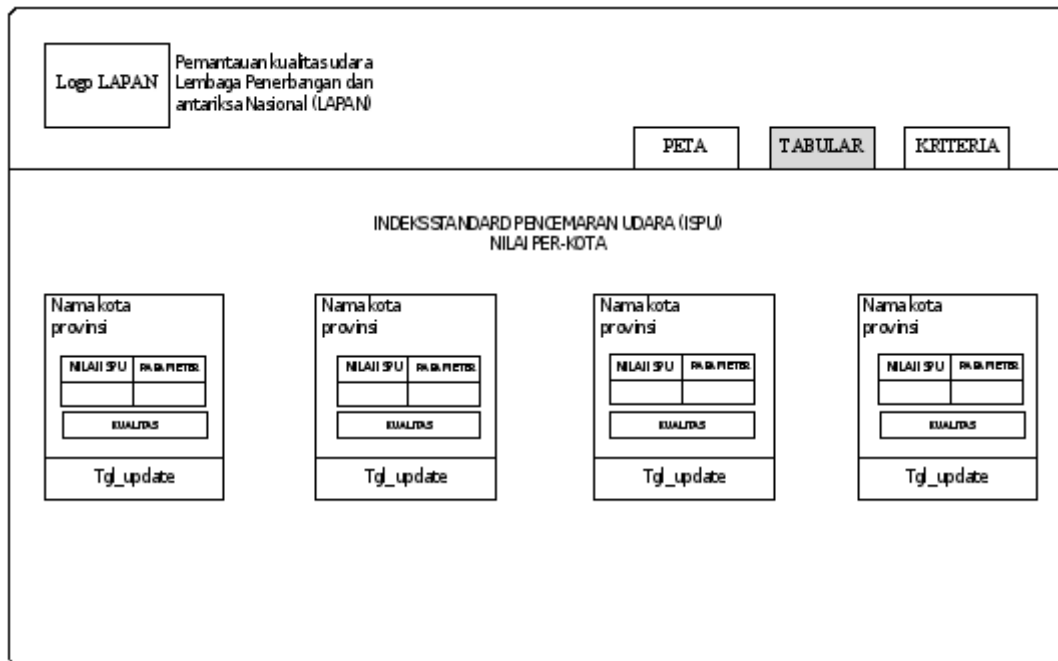 Logo LAPAN
Pemantauan kualitas udara
Lembaga Penerbangan dan
antariksa Nasional (LAPAN)
PETA
TABULAR
KRITERIA
INDEKS STANDARD PENCEMARAN UDARA (ISPU)
NILAI PER-KOTA
Nama kota
provinsi
NILAI ISPU PARAMETER
KUALITAS
Tgl_update
Nama kota
provinsi
NILAI ISPU PARAMETER
KUALITAS
Tgl_update
Nama kota
provinsi
NILAI ISPU PARAMETER
KUALITAS
Tgl_update
Nama kota
provinsi
NILAI ISPU PARAMETER
KUALITAS
Tgl_update